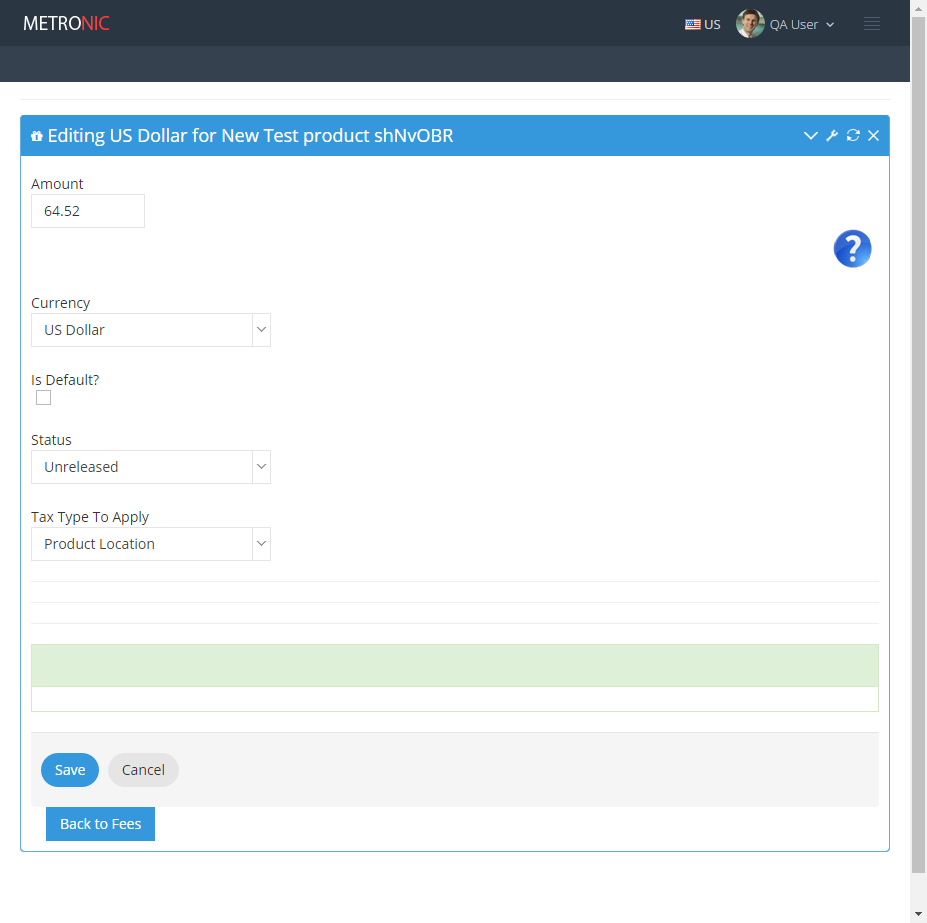 METRONIC
US
QA User
Editing US Dollar for New Test product shNvOBR
Amount
64.52
?
Currency
US Dollar
Is Default?
Status
Unreleased
Tax Type To Apply
Product Location
Save
Cancel
Back to Fees